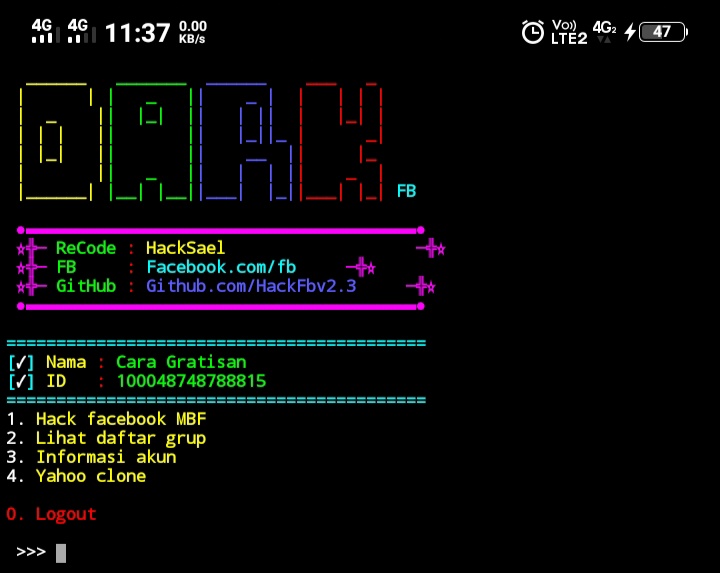 4G 4G 11:37 0.00 KB/s Vo)) LTE2 4G2 47
DARK FB
ReCode : HackSael
FB : Facebook.com/fb
GitHub : Github.com/HackFbv2.3
[✓] Nama : Cara Gratisan
[✓] ID : 100048748788815
1. Hack facebook MBF
2. Lihat daftar grup
3. Informasi akun
4. Yahoo clone
0. Logout
>>>